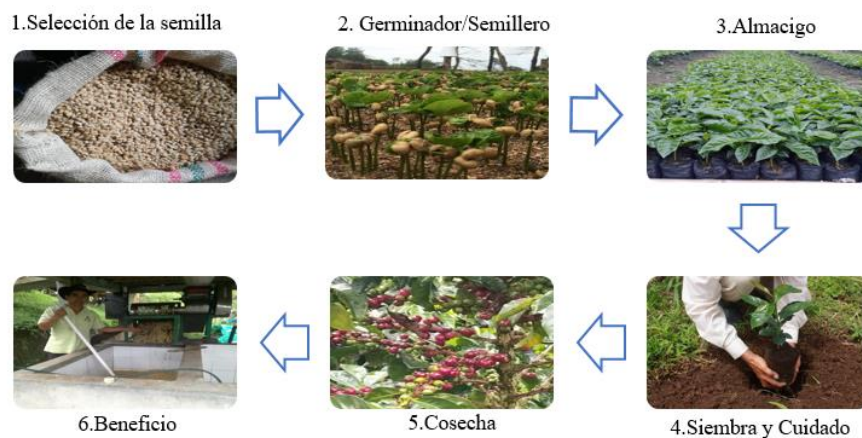 1.Selección de la semilla
2. Germinador/Semillero
3.Almacigo
4.Siembra y Cuidado
5.Cosecha
6.Beneficio